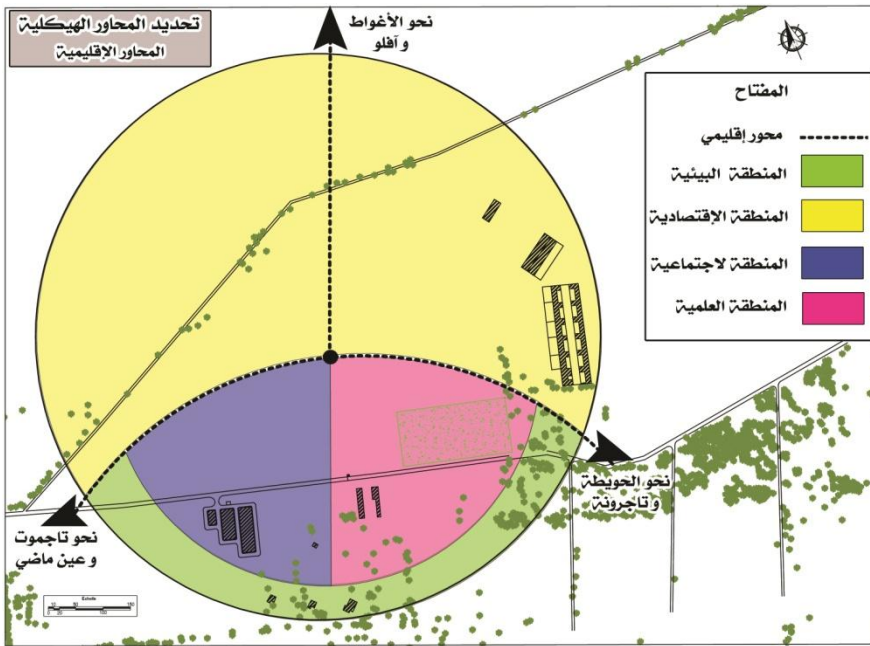 تحديد المحاور الهيكلية
المحاور الإقليمية
نحو الأغواط
و آفلو
المفتاح
محور إقليمي
المنطقة البيئية
المنطقة الإقتصادية
المنطقة لاجتماعية
المنطقة العلمية
نحو الحويطة
و تاجرونة
نحو تاجموت
و عين ماضي